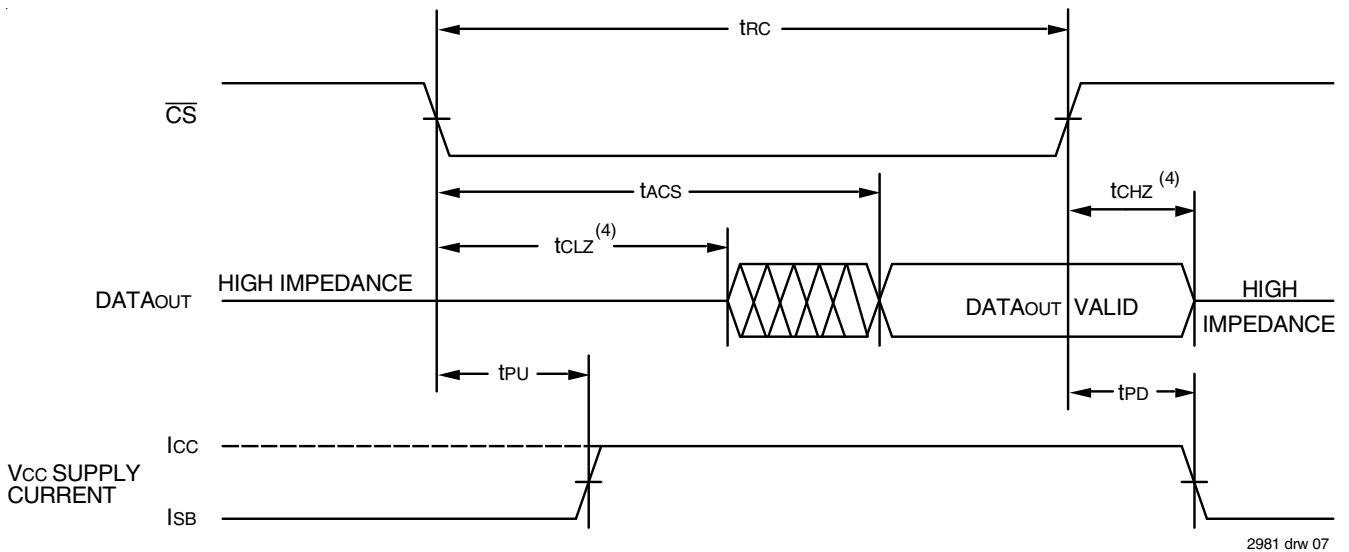 tRC
CS
tACS
tCHZ (4)
tCLZ (4)
HIGH IMPEDANCE
DATAOUT
DATAOUT VALID
HIGH
IMPEDANCE
tPU
tPD
ICC
VCC SUPPLY
CURRENT
ISB
2981 drw 07